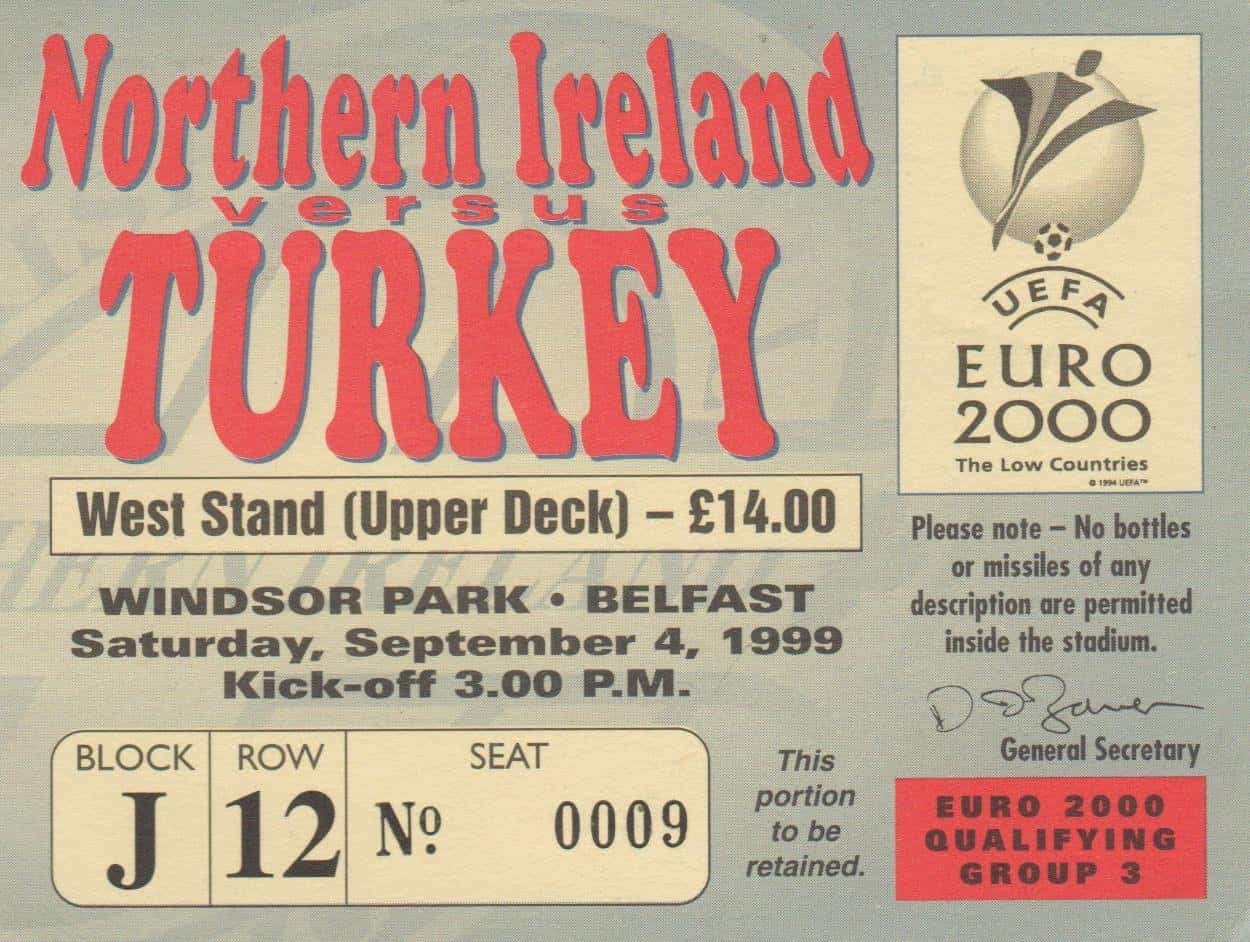 Northern Ireland
versus
TURKEY
West Stand (Upper Deck) – £14.00
WINDSOR PARK • BELFAST
Saturday, September 4, 1999
Kick-off 3.00 P.M.
BLOCK
J
ROW
12
SEAT
Nº 0009
This
portion
to be
retained.
UEFA
EURO
2000
The Low Countries
© 1994 UEFA™
Please note – No bottles
or missiles of any
description are permitted
inside the stadium.
General Secretary
EURO 2000
QUALIFYING
GROUP 3